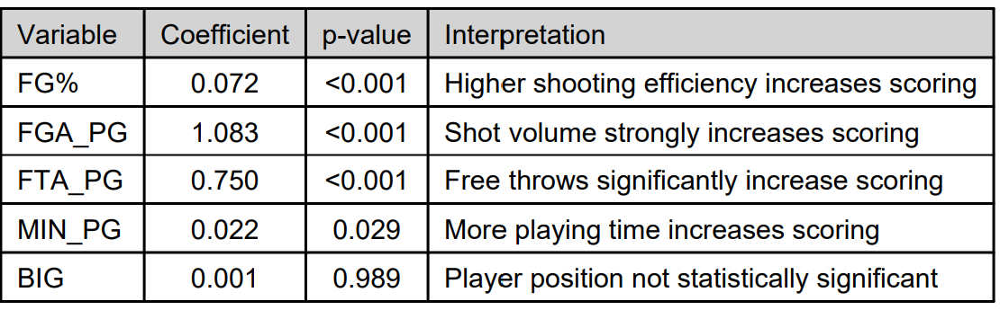 Variable Coefficient p-value Interpretation
FG% 0.072 <0.001 Higher shooting efficiency increases scoring
FGA_PG 1.083 <0.001 Shot volume strongly increases scoring
FTA_PG 0.750 <0.001 Free throws significantly increase scoring
MIN_PG 0.022 0.029 More playing time increases scoring
BIG 0.001 0.989 Player position not statistically significant